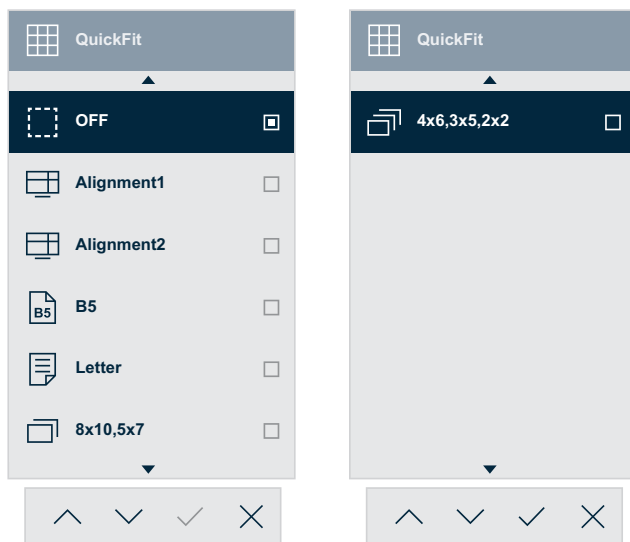 QuickFit
OFF
Alignment1
Alignment2
B5
B5
Letter
8x10,5x7
QuickFit
4x6,3x5,2x2